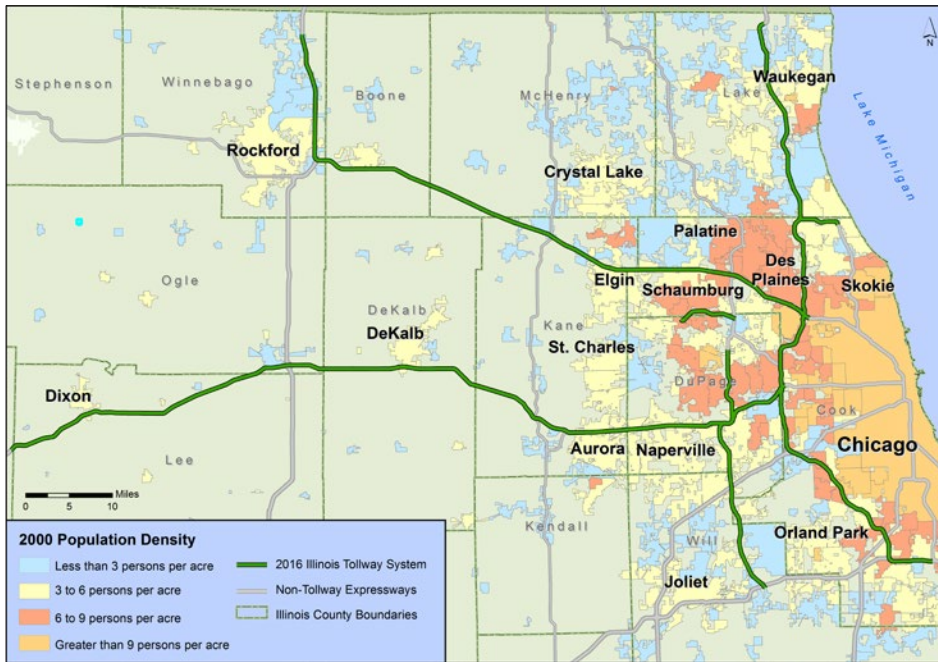 N
Waukegan
Stephenson
Winnebago
Boone
McHenry
Lake
Lake Michigan
Rockford
Crystal Lake
Palatine
Des
Plaines
Elgin
Schaumburg
Skokie
Ogle
DeKalb
DeKalb
Kane
St. Charles
DuPage
Dixon
Cook
Chicago
Aurora
Naperville
Lee
Miles
0 5 10
Kendall
Orland Park
Will
Joliet
2000 Population Density
Less than 3 persons per acre
3 to 6 persons per acre
6 to 9 persons per acre
Greater than 9 persons per acre
2016 Illinois Tollway System
Non-Tollway Expressways
Illinois County Boundaries